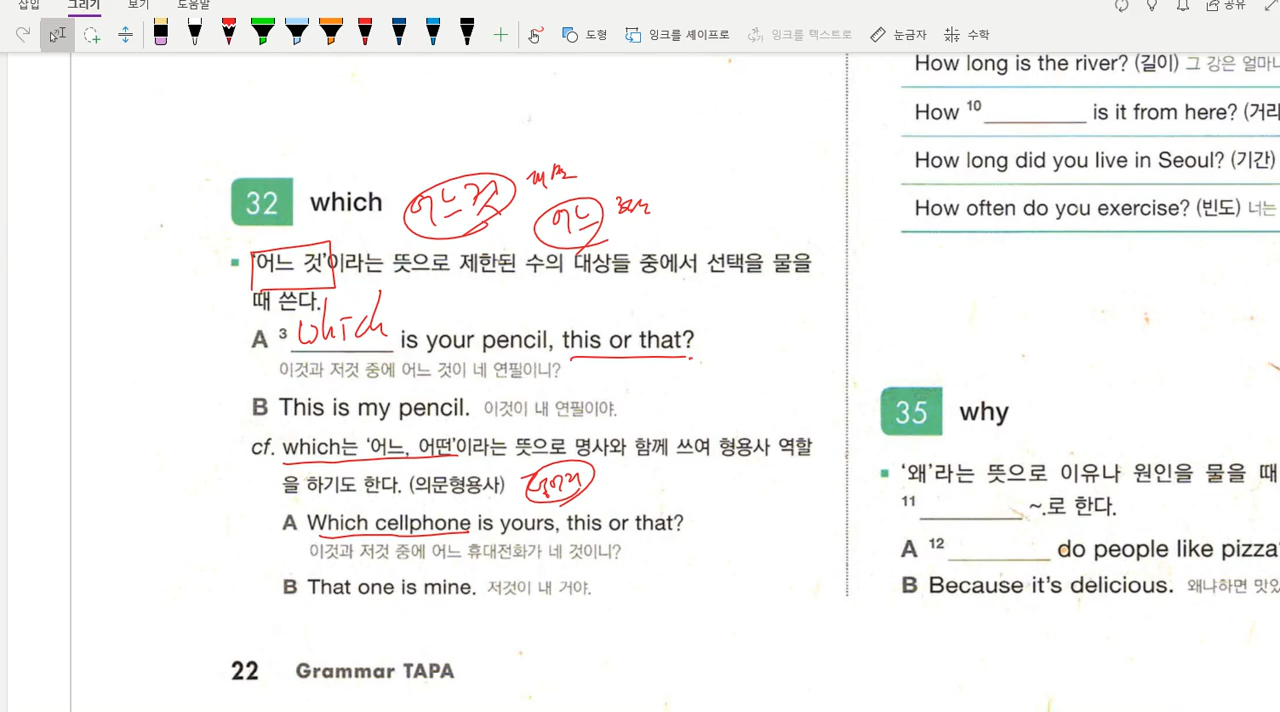 삽입 그리기 보기 도움말 공유
도형 잉크를 셰이프로 잉크를 텍스트로 눈금자 수학
32 which 어느것 어느
‘어느 것’이라는 뜻으로 제한된 수의 대상들 중에서 선택을 물을
때 쓴다.
A 3 which is your pencil, this or that?
이것과 저것 중에 어느 것이 네 연필이니?
B This is my pencil. 이것이 내 연필이야.
cf. which는 ‘어느, 어떤’이라는 뜻으로 명사와 함께 쓰여 형용사 역할
을 하기도 한다. (의문형용사)
A Which cellphone is yours, this or that?
이것과 저것 중에 어느 휴대전화가 네 것이니?
B That one is mine. 저것이 내 거야.
22 Grammar TAPA
How long is the river? (길이) 그 강은 얼마나
How 10 ________ is it from here? (거리
How long did you live in Seoul? (기간)
How often do you exercise? (빈도) 너는
35 why
‘왜’라는 뜻으로 이유나 원인을 물을 때
11 ________ ~.로 한다.
A 12 ________ do people like pizza?
B Because it’s delicious. 왜냐하면 맛있